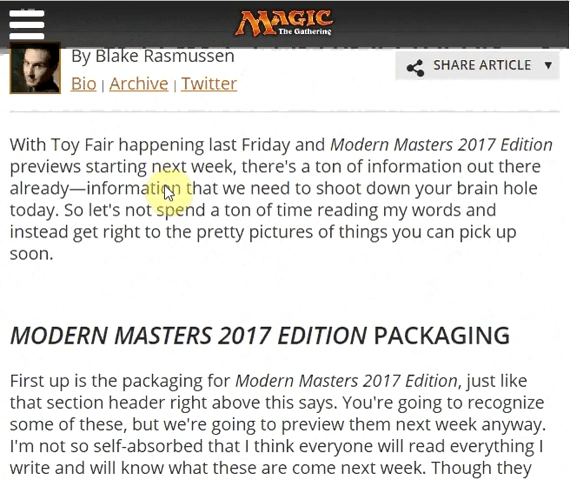 MAGIC
The Gathering
By Blake Rasmussen
Bio | Archive | Twitter
SHARE ARTICLE
With Toy Fair happening last Friday and Modern Masters 2017 Edition
previews starting next week, there's a ton of information out there
already—information that we need to shoot down your brain hole
today. So let's not spend a ton of time reading my words and
instead get right to the pretty pictures of things you can pick up
soon.
MODERN MASTERS 2017 EDITION PACKAGING
First up is the packaging for Modern Masters 2017 Edition, just like
that section header right above this says. You're going to recognize
some of these, but we're going to preview them next week anyway.
I'm not so self-absorbed that I think everyone will read everything I
write and will know what these are come next week. Though they